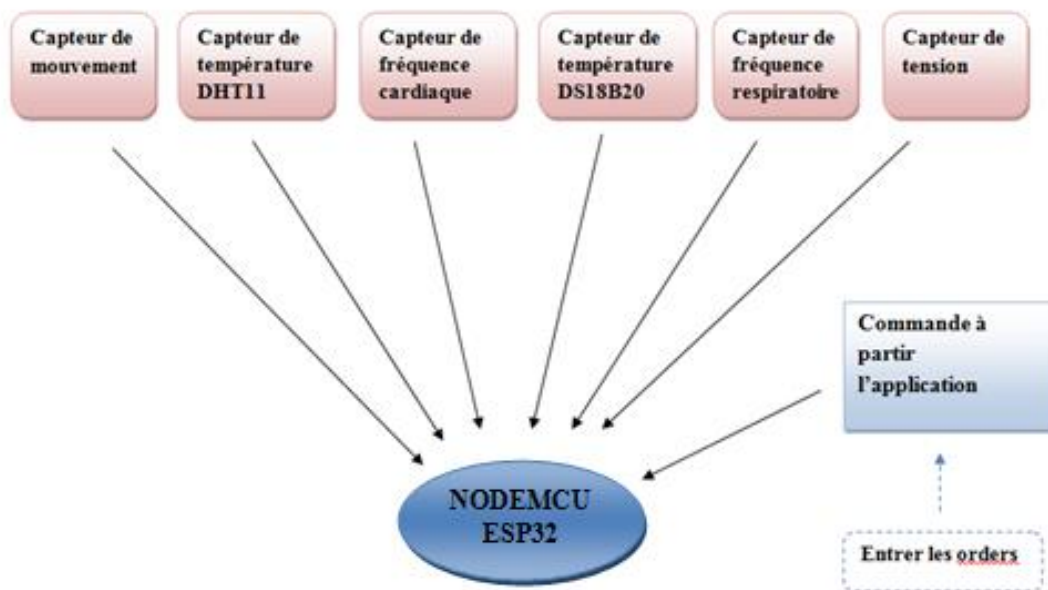 Capteur de
mouvement
Capteur de
température
DHT11
Capteur de
fréquence
cardiaque
Capteur de
température
DS18B20
Capteur de
fréquence
respiratoire
Capteur de
tension
Commande à
partir
l'application
NODEMCU
ESP32
Entrer les orders